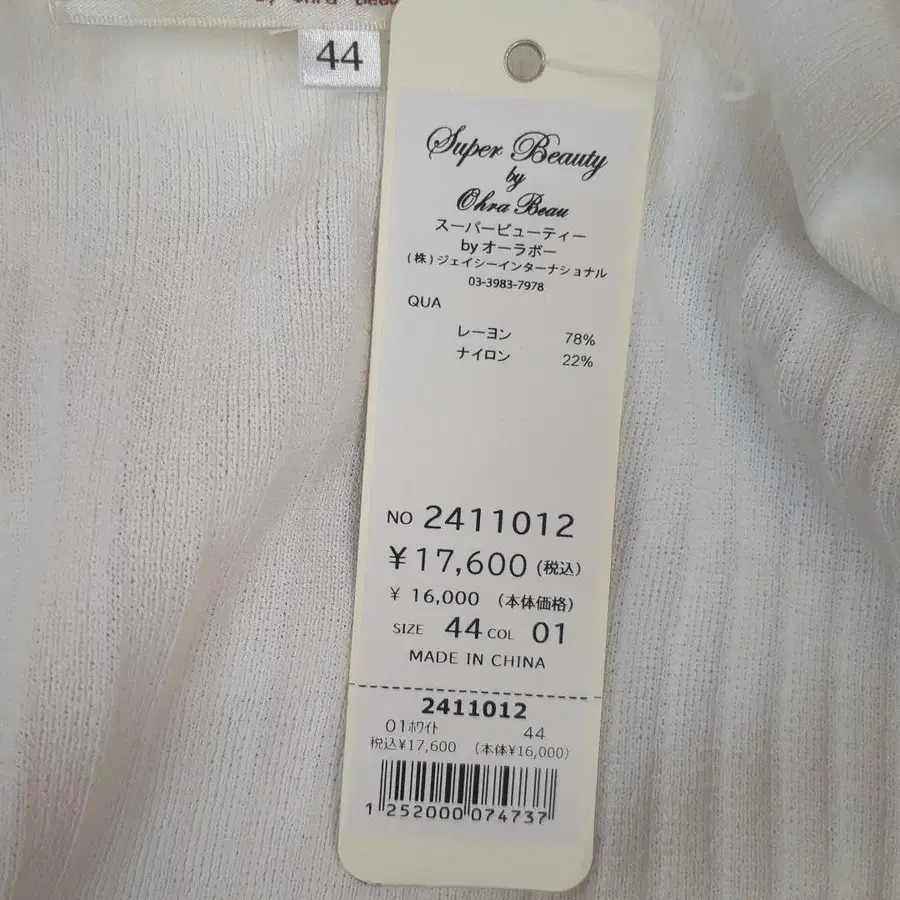 by Ohra Beau
44
Super Beauty
by
Ohra Beau
スーパービューティー
by オーラボー
(株)ジェイシーインターナショナル
03-3983-7978
QUA
レーヨン 78%
ナイロン 22%
NO 2411012
¥17,600 (税込)
¥ 16,000 (本体価格)
SIZE 44 COL 01
MADE IN CHINA
2411012
01ホワイト 44
税込¥17,600 (本体¥16,000)
1 252000 074737